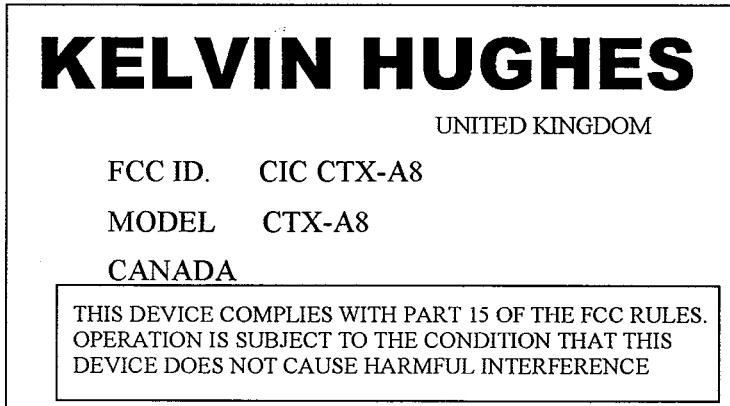 KELVIN HUGHES
UNITED KINGDOM
FCC ID. CIC CTX-A8
MODEL CTX-A8
CANADA
THIS DEVICE COMPLIES WITH PART 15 OF THE FCC RULES.
OPERATION IS SUBJECT TO THE CONDITION THAT THIS
DEVICE DOES NOT CAUSE HARMFUL INTERFERENCE